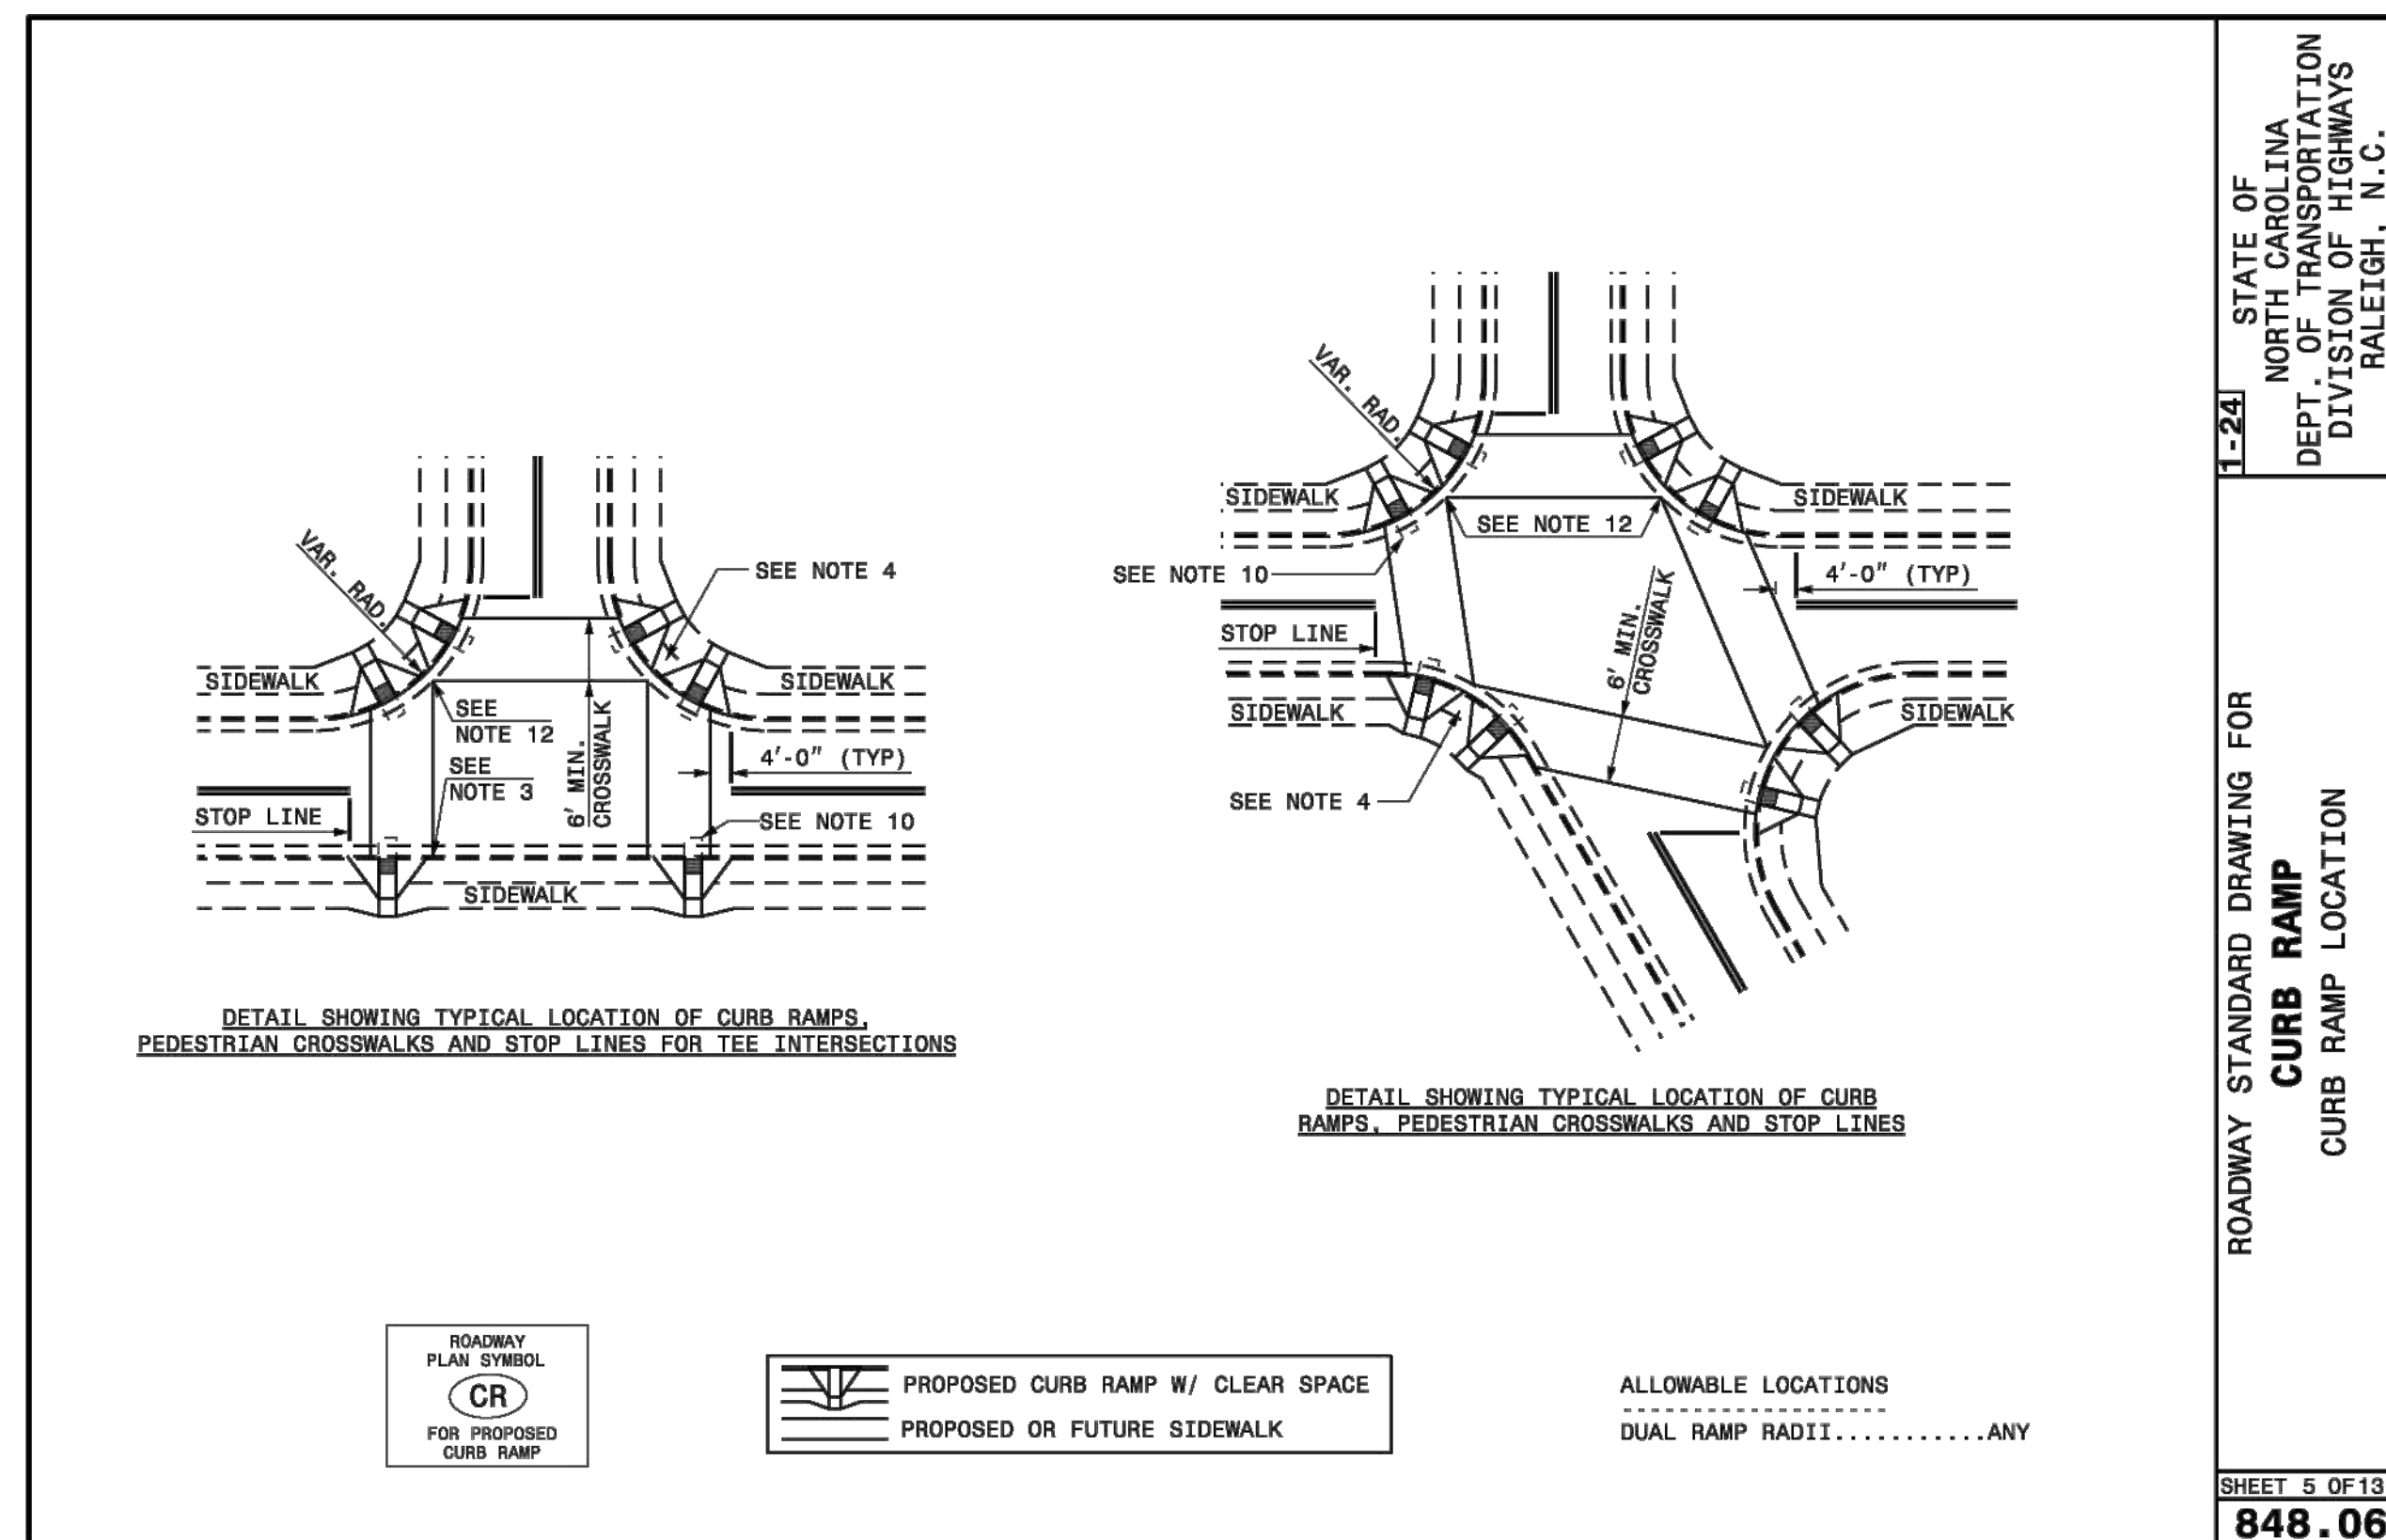 VAR. RAD.
SEE NOTE 4
SIDEWALK
SIDEWALK
SEE
NOTE 12
SEE
NOTE 3
6' MIN.
CROSSWALK
4'-0" (TYP)
STOP LINE
SEE NOTE 10
SIDEWALK
DETAIL SHOWING TYPICAL LOCATION OF CURB RAMPS,
PEDESTRIAN CROSSWALKS AND STOP LINES FOR TEE INTERSECTIONS
VAR. RAD.
SIDEWALK
SIDEWALK
SEE NOTE 12
SEE NOTE 10
4'-0" (TYP)
6' MIN.
CROSSWALK
STOP LINE
SIDEWALK
SIDEWALK
SEE NOTE 4
DETAIL SHOWING TYPICAL LOCATION OF CURB
RAMPS, PEDESTRIAN CROSSWALKS AND STOP LINES
ROADWAY
PLAN SYMBOL
CR
FOR PROPOSED
CURB RAMP
PROPOSED CURB RAMP W/ CLEAR SPACE
PROPOSED OR FUTURE SIDEWALK
ALLOWABLE LOCATIONS
DUAL RAMP RADII...........ANY
1-24
STATE OF
NORTH CAROLINA
DEPT. OF TRANSPORTATION
DIVISION OF HIGHWAYS
RALEIGH, N.C.
ROADWAY STANDARD DRAWING FOR
CURB RAMP
CURB RAMP LOCATION
SHEET 5 OF13
848.06